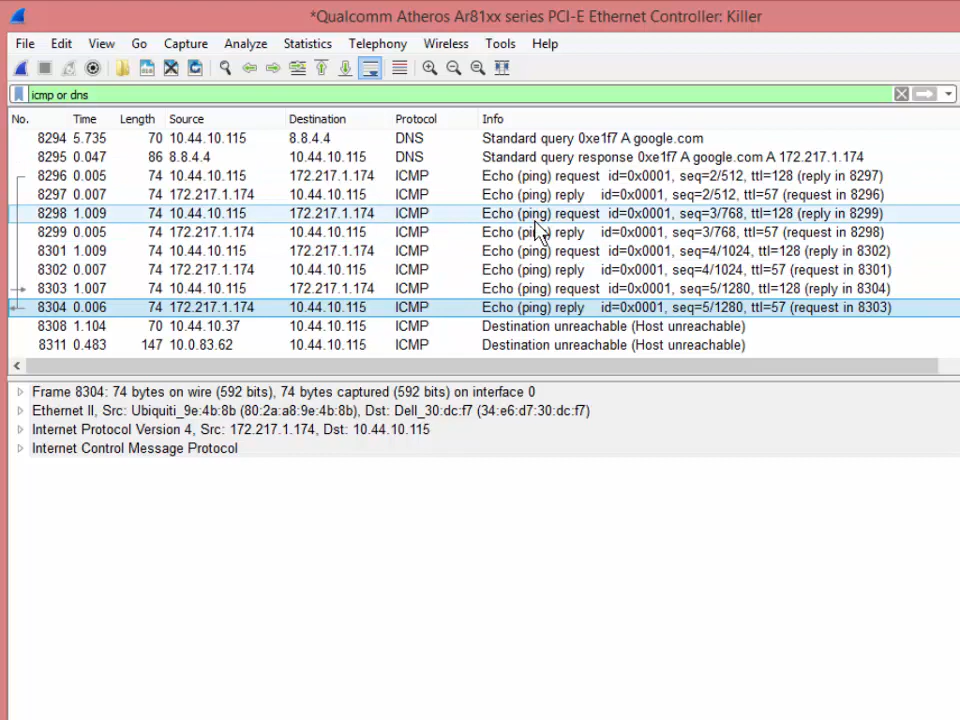 *Qualcomm Atheros Ar81xx series PCI-E Ethernet Controller: Killer
File Edit View Go Capture Analyze Statistics Telephony Wireless Tools Help
icmp or dns
No. Time Length Source Destination Protocol Info
8294 5.735 70 10.44.10.115 8.8.4.4 DNS Standard query 0xe1f7 A google.com
8295 0.047 86 8.8.4.4 10.44.10.115 DNS Standard query response 0xe1f7 A google.com A 172.217.1.174
8296 0.005 74 10.44.10.115 172.217.1.174 ICMP Echo (ping) request id=0x0001, seq=2/512, ttl=128 (reply in 8297)
8297 0.007 74 172.217.1.174 10.44.10.115 ICMP Echo (ping) reply id=0x0001, seq=2/512, ttl=57 (request in 8296)
8298 1.009 74 10.44.10.115 172.217.1.174 ICMP Echo (ping) request id=0x0001, seq=3/768, ttl=128 (reply in 8299)
8299 0.005 74 172.217.1.174 10.44.10.115 ICMP Echo (ping) reply id=0x0001, seq=3/768, ttl=57 (request in 8298)
8301 1.009 74 10.44.10.115 172.217.1.174 ICMP Echo (ping) request id=0x0001, seq=4/1024, ttl=128 (reply in 8302)
8302 0.007 74 172.217.1.174 10.44.10.115 ICMP Echo (ping) reply id=0x0001, seq=4/1024, ttl=57 (request in 8301)
8303 1.007 74 10.44.10.115 172.217.1.174 ICMP Echo (ping) request id=0x0001, seq=5/1280, ttl=128 (reply in 8304)
8304 0.006 74 172.217.1.174 10.44.10.115 ICMP Echo (ping) reply id=0x0001, seq=5/1280, ttl=57 (request in 8303)
8308 1.104 70 10.44.10.37 10.44.10.115 ICMP Destination unreachable (Host unreachable)
8311 0.483 147 10.0.83.62 10.44.10.115 ICMP Destination unreachable (Host unreachable)
Frame 8304: 74 bytes on wire (592 bits), 74 bytes captured (592 bits) on interface 0
Ethernet II, Src: Ubiquiti_9e:4b:8b (80:2a:a8:9e:4b:8b), Dst: Dell_30:dc:f7 (34:e6:d7:30:dc:f7)
Internet Protocol Version 4, Src: 172.217.1.174, Dst: 10.44.10.115
Internet Control Message Protocol